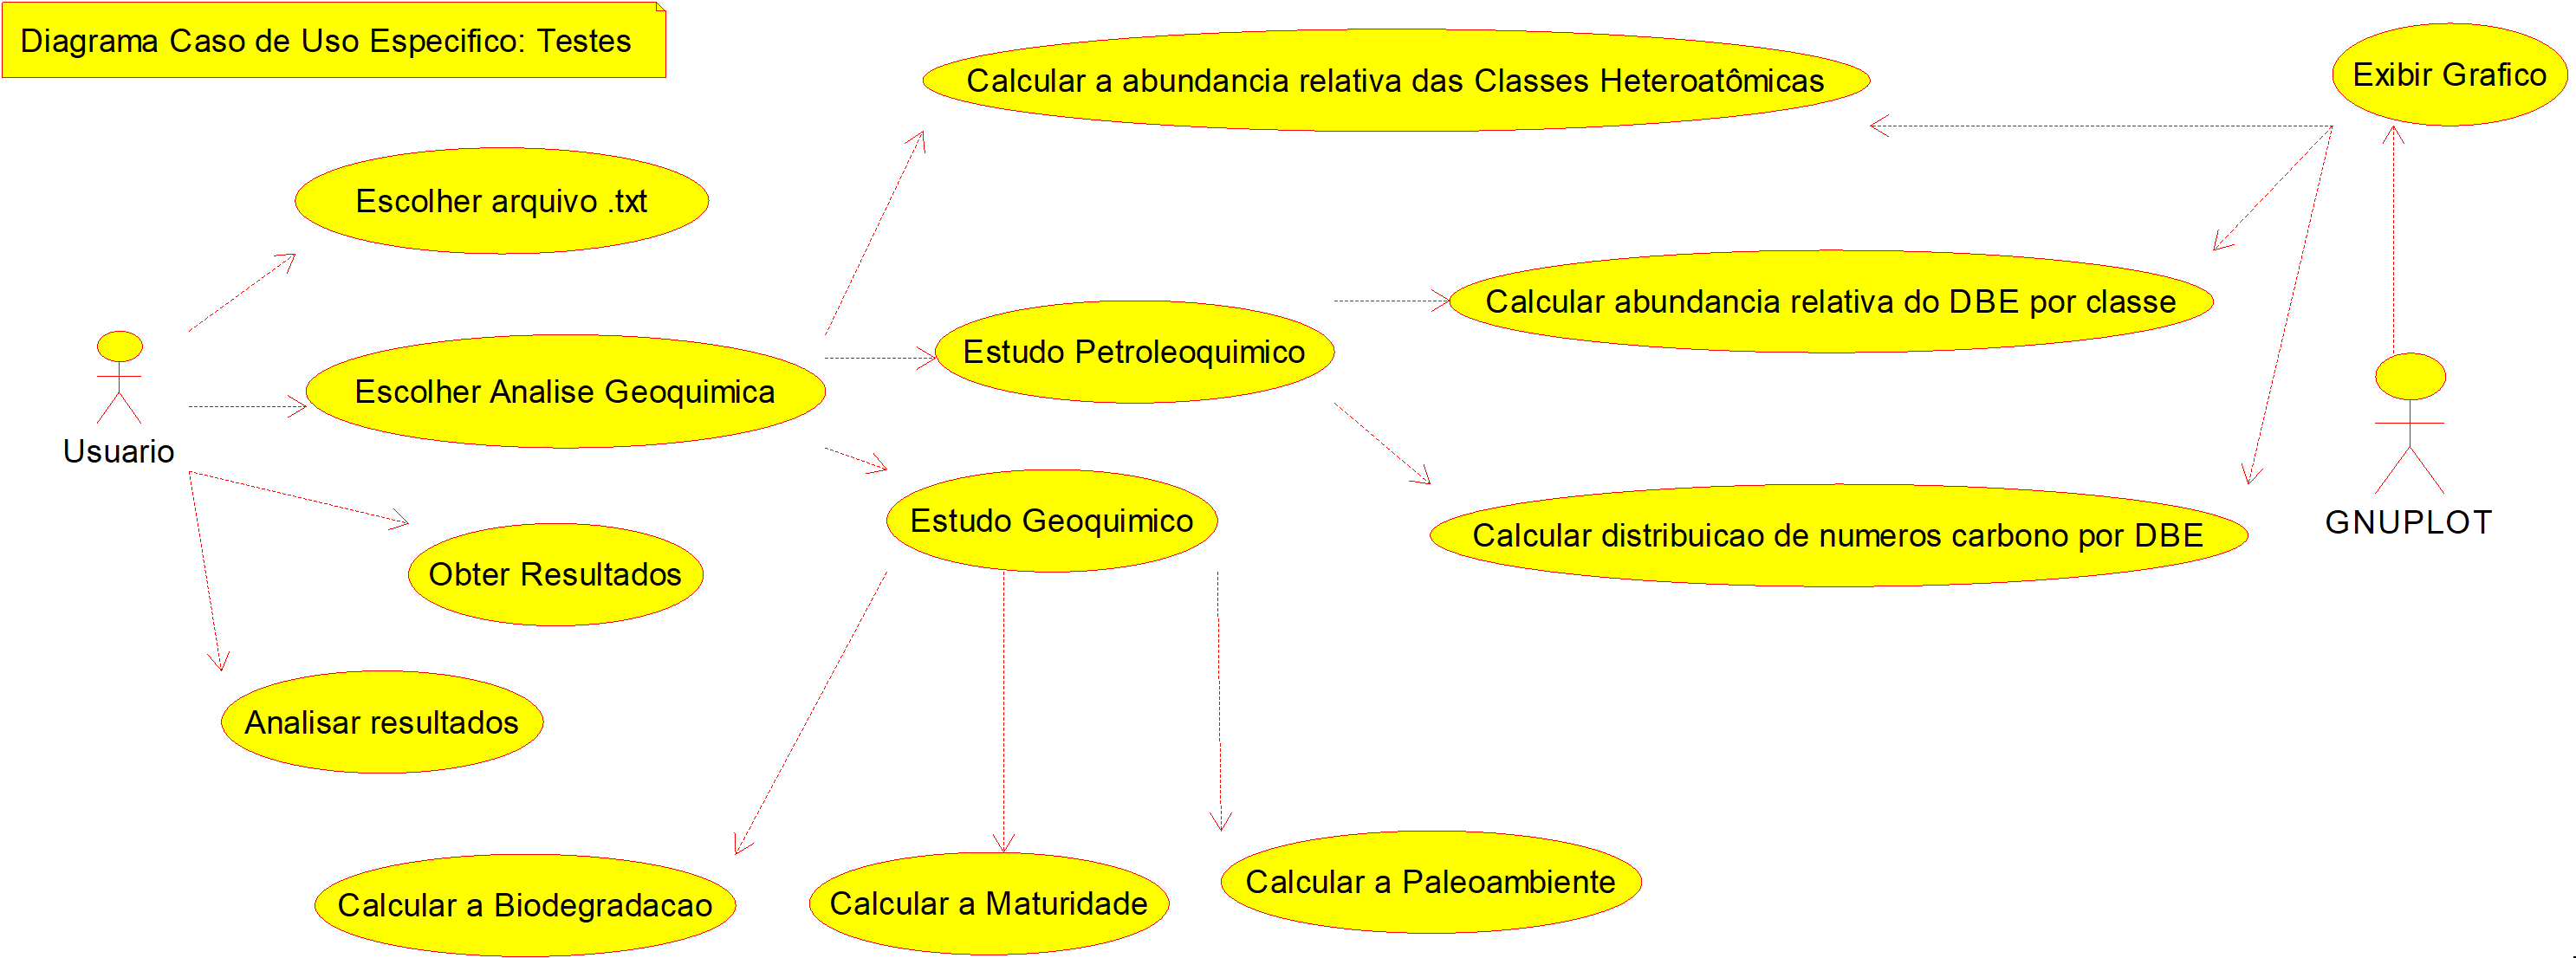 Diagrama Caso de Uso Especifico: Testes
Calcular a abundancia relativa das Classes Heteroatômicas
Exibir Grafico
Escolher arquivo .txt
Calcular abundancia relativa do DBE por classe
Estudo Petroleoquimico
Escolher Analise Geoquimica
Usuario
Estudo Geoquimico
GNUPLOT
Calcular distribuicao de numeros carbono por DBE
Obter Resultados
Analisar resultados
Calcular a Biodegradacao
Calcular a Maturidade
Calcular a Paleoambiente